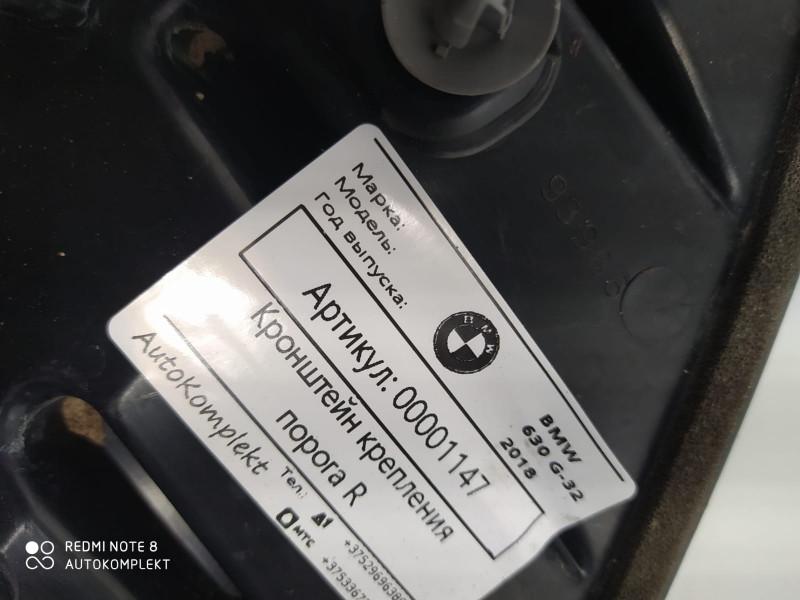 Марка:
Модель:
Год выпуска:
BMW
BMW
630 G-32
2018
Артикул: 00001147
Кронштейн крепления
порога R
AutoKomplekt
Тел.:
МТС
REDMI NOTE 8
AUTOKOMPLEKT